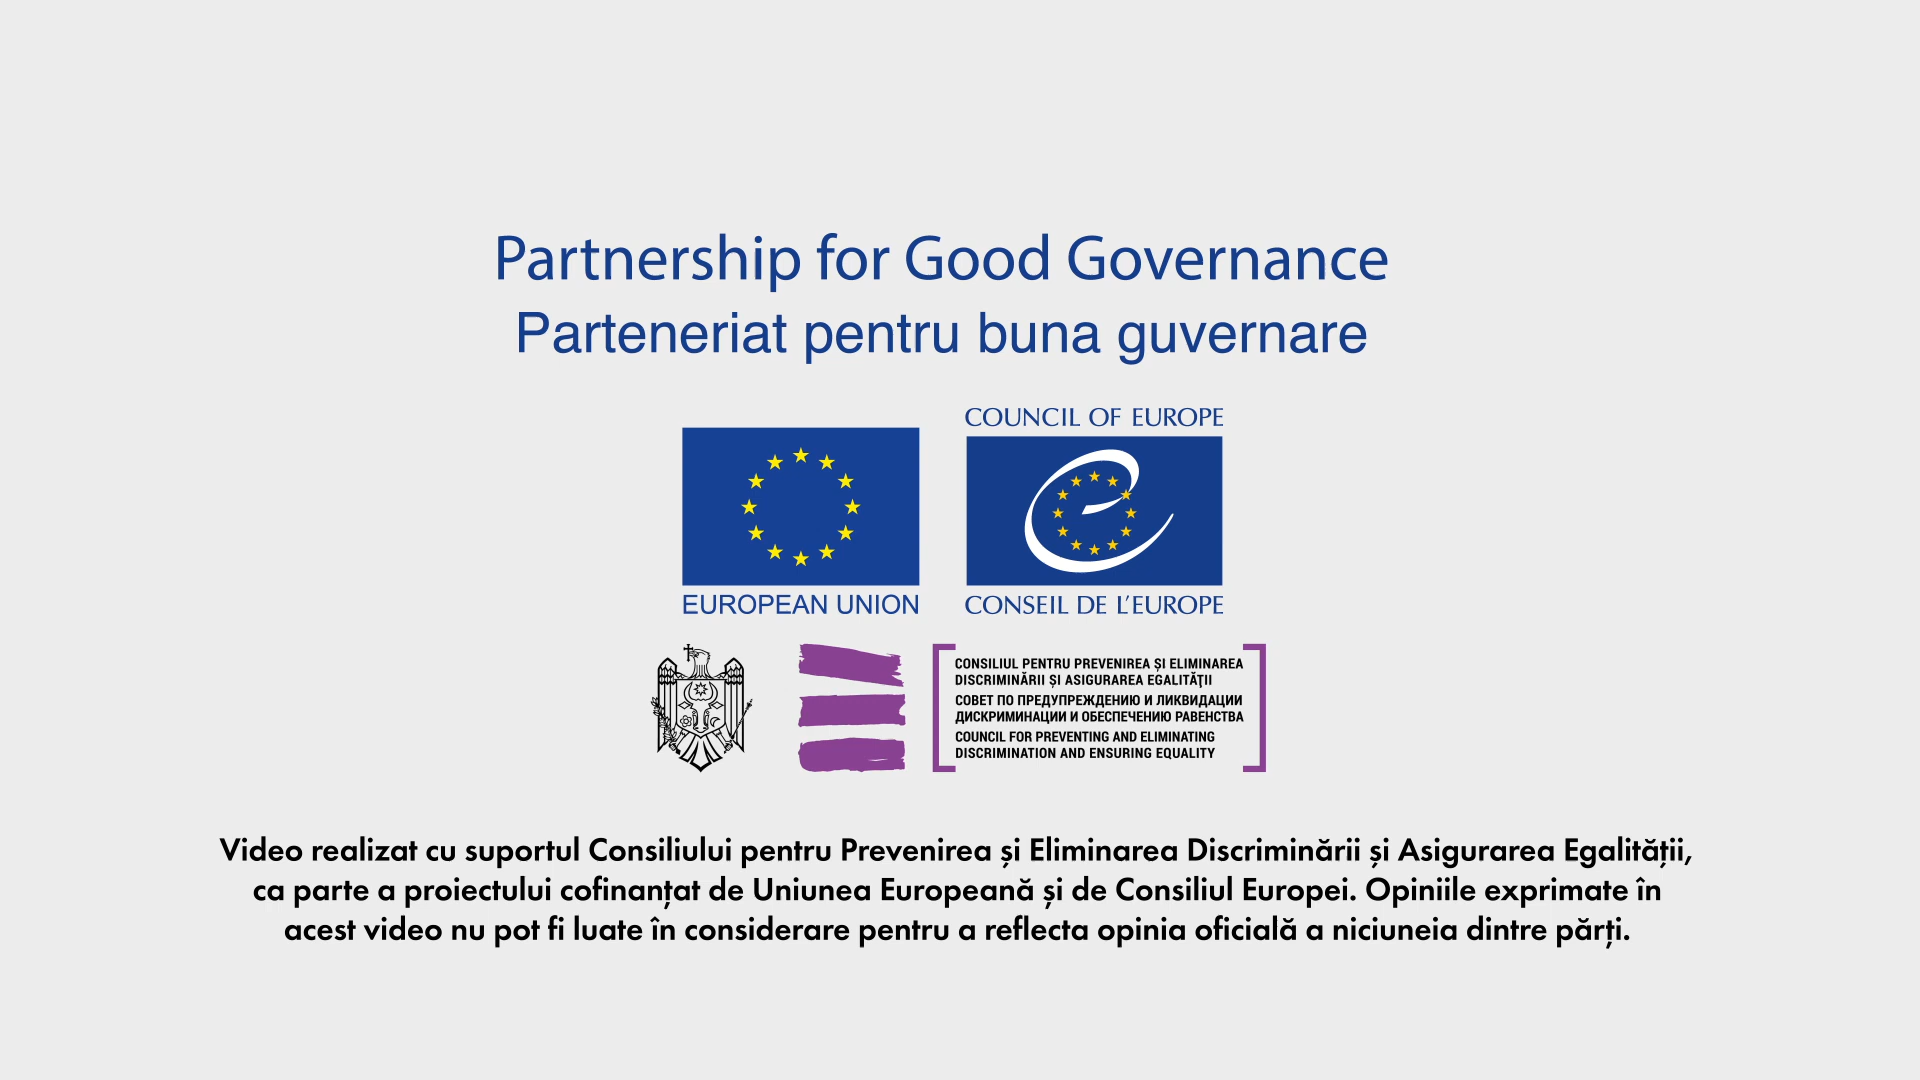 Partnership for Good Governance
Parteneriat pentru buna guvernare
COUNCIL OF EUROPE
EUROPEAN UNION
CONSEIL DE L'EUROPE
CONSILIUL PENTRU PREVENIREA ȘI ELIMINAREA
DISCRIMINĂRII ȘI ASIGURAREA EGALITĂŢII
СОВЕТ ПО ПРЕДУПРЕЖДЕНИЮ И ЛИКВИДАЦИИ
ДИСКРИМИНАЦИИ И ОБЕСПЕЧЕНИЮ РАВЕНСТВА
COUNCIL FOR PREVENTING AND ELIMINATING
DISCRIMINATION AND ENSURING EQUALITY
Video realizat cu suportul Consiliului pentru Prevenirea și Eliminarea Discriminării și Asigurarea Egalității,
ca parte a proiectului cofinanțat de Uniunea Europeană și de Consiliul Europei. Opiniile exprimate în
acest video nu pot fi luate în considerare pentru a reflecta opinia oficială a niciuneia dintre părți.